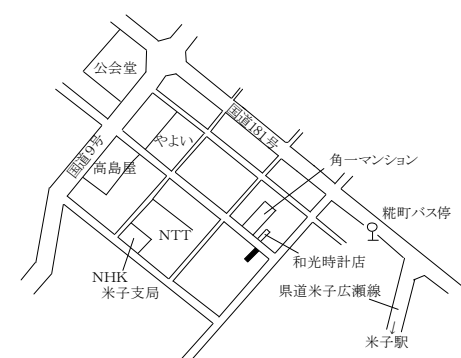 公会堂
国道9号
国道181号
やよい
高島屋
角一マンション
糀町バス停
NTT
和光時計店
NHK
米子支局
県道米子広瀬線
↓
米子駅